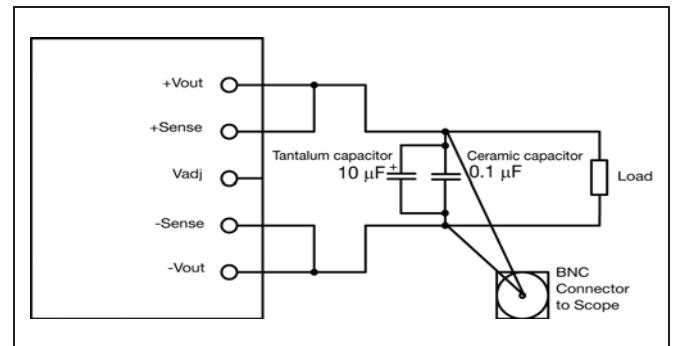 +Vout
+Sense
Vadj
-Sense
-Vout
Tantalum capacitor
10 µF
+
Ceramic capacitor
0.1 µF
Load
BNC
Connector
to Scope